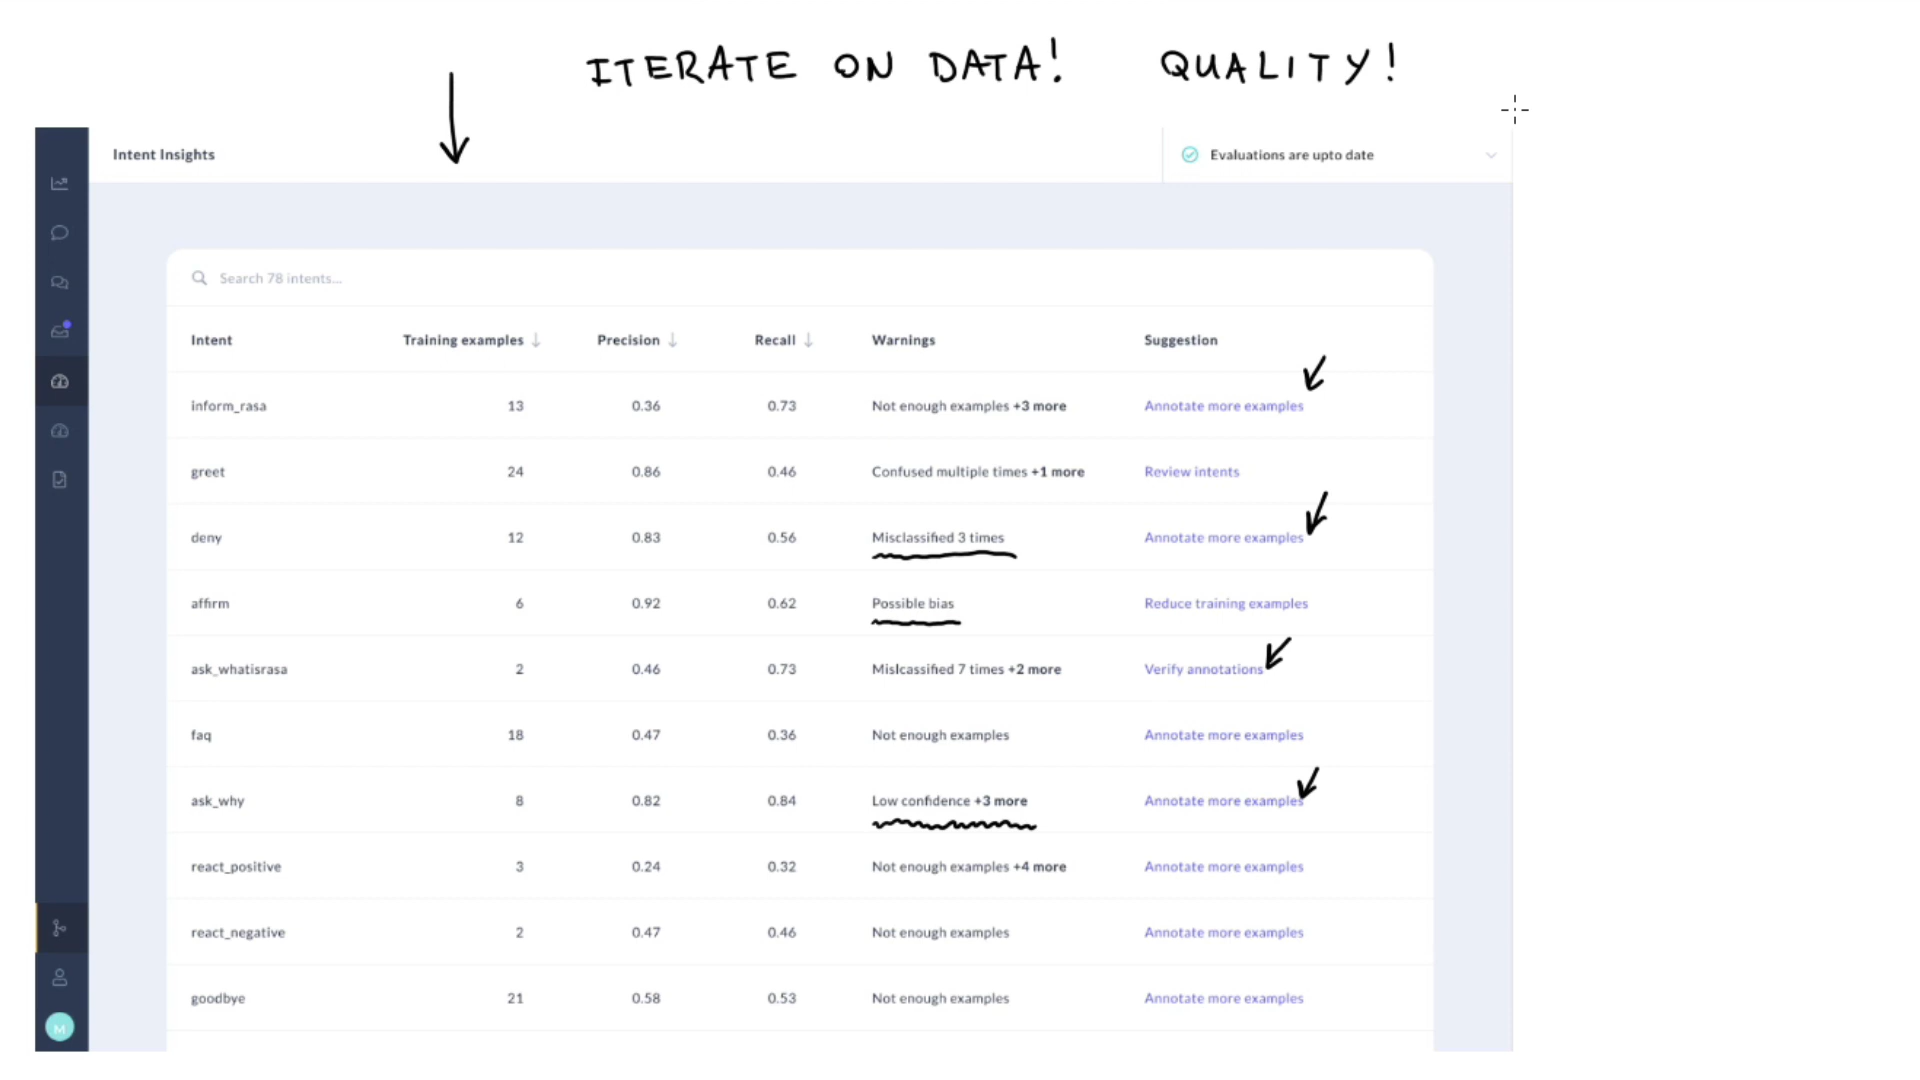 ITERATE ON DATA! QUALITY!
Intent Insights Evaluations are upto date
Search 78 intents...
Intent Training examples Precision Recall Warnings Suggestion
inform_rasa 13 0.36 0.73 Not enough examples +3 more Annotate more examples
greet 24 0.86 0.46 Confused multiple times +1 more Review intents
deny 12 0.83 0.56 Misclassified 3 times Annotate more examples
affirm 6 0.92 0.62 Possible bias Reduce training examples
ask_whatisrasa 2 0.46 0.73 Mislcassified 7 times +2 more Verify annotations
faq 18 0.47 0.36 Not enough examples Annotate more examples
ask_why 8 0.82 0.84 Low confidence +3 more Annotate more examples
react_positive 3 0.24 0.32 Not enough examples +4 more Annotate more examples
react_negative 2 0.47 0.46 Not enough examples Annotate more examples
goodbye 21 0.58 0.53 Not enough examples Annotate more examples
M